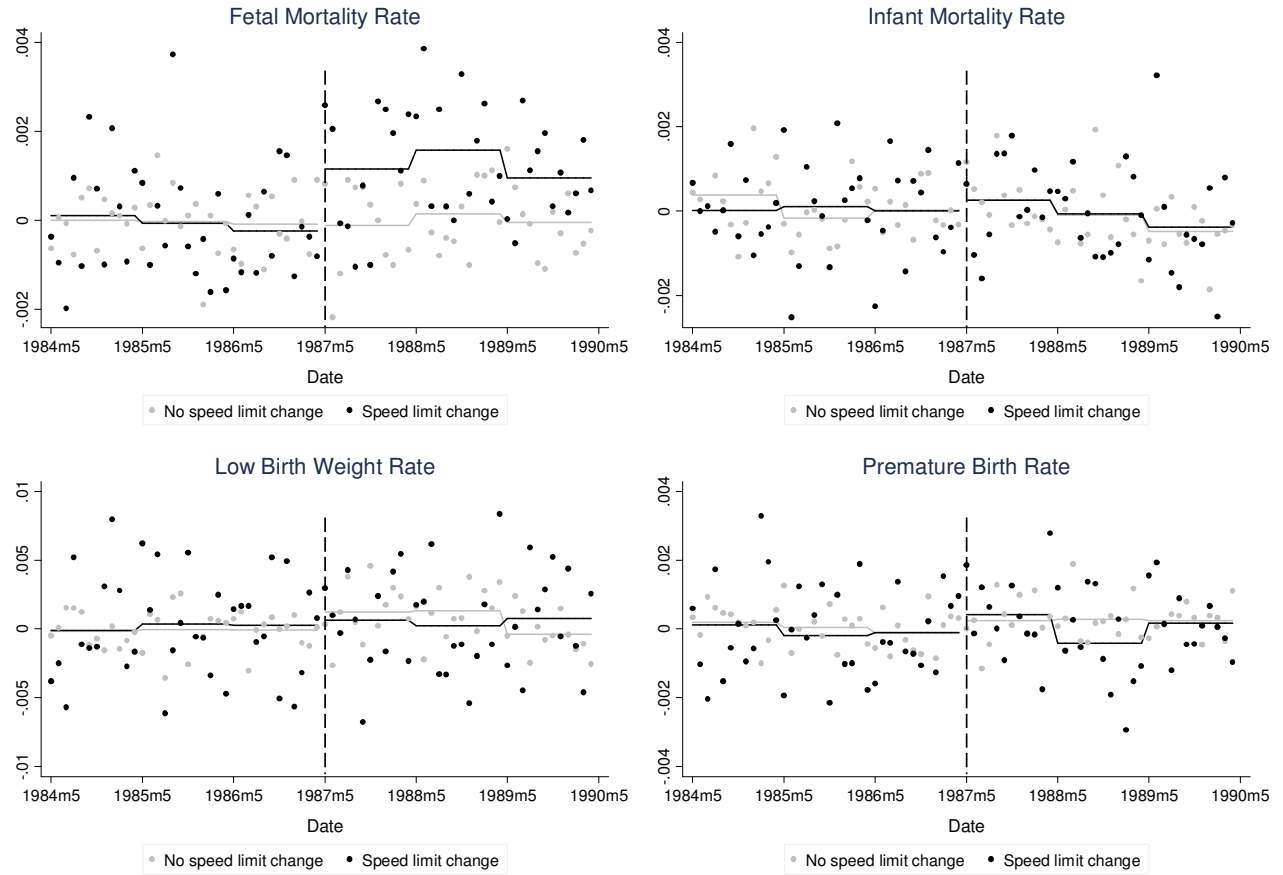 Fetal Mortality Rate
.004
.002
0
-.002
1984m5 1985m5 1986m5 1987m5 1988m5 1989m5 1990m5
Date
No speed limit change Speed limit change
Infant Mortality Rate
.004
.002
0
-.002
1984m5 1985m5 1986m5 1987m5 1988m5 1989m5 1990m5
Date
No speed limit change Speed limit change
Low Birth Weight Rate
.01
.005
0
-.005
-.01
1984m5 1985m5 1986m5 1987m5 1988m5 1989m5 1990m5
Date
No speed limit change Speed limit change
Premature Birth Rate
.004
.002
0
-.002
-.004
1984m5 1985m5 1986m5 1987m5 1988m5 1989m5 1990m5
Date
No speed limit change Speed limit change